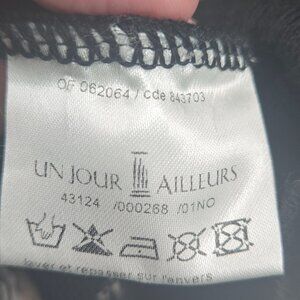 OF 062064 / cde 843703
UN JOUR AILLEURS
43124 /000268 /01NO
laver et repasser sur l'envers